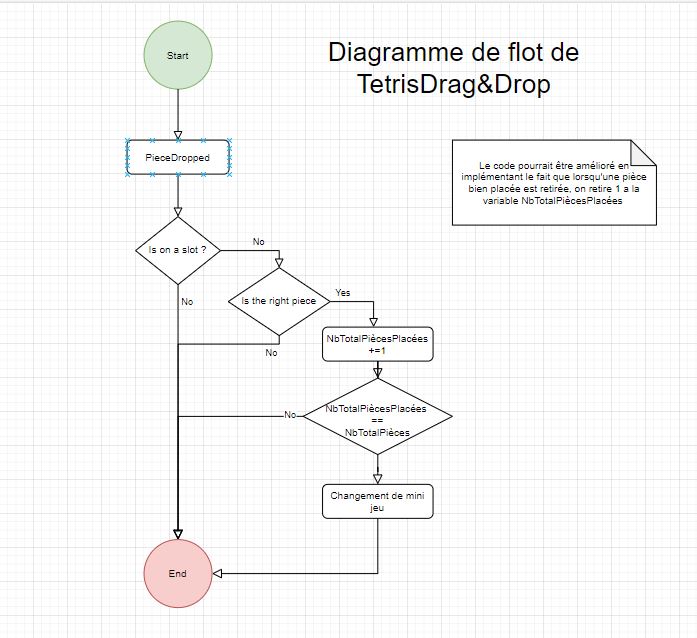 Diagramme de flot de
TetrisDrag&Drop
Start
PieceDropped
Le code pourrait être amélioré en
implémentant le fait que lorsqu'une pièce
bien placée est retirée, on retire 1 a la
variable NbTotalPiècesPlacées
Is on a slot ?
No
No
Is the right piece
Yes
No
NbTotalPiècesPlacées
+=1
NbTotalPiècesPlacées
==
NbTotalPièces
No
Changement de mini
jeu
End